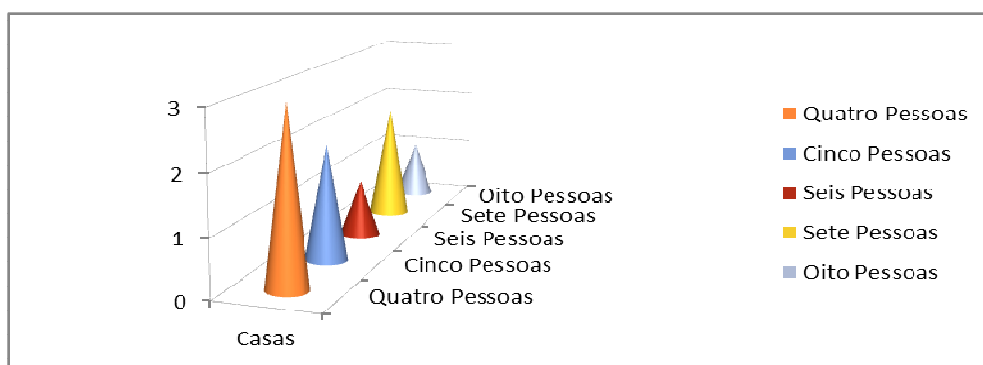 3
2
1
0
Casas
Quatro Pessoas
Cinco Pessoas
Seis Pessoas
Sete Pessoas
Oito Pessoas
Quatro Pessoas
Cinco Pessoas
Seis Pessoas
Sete Pessoas
Oito Pessoas